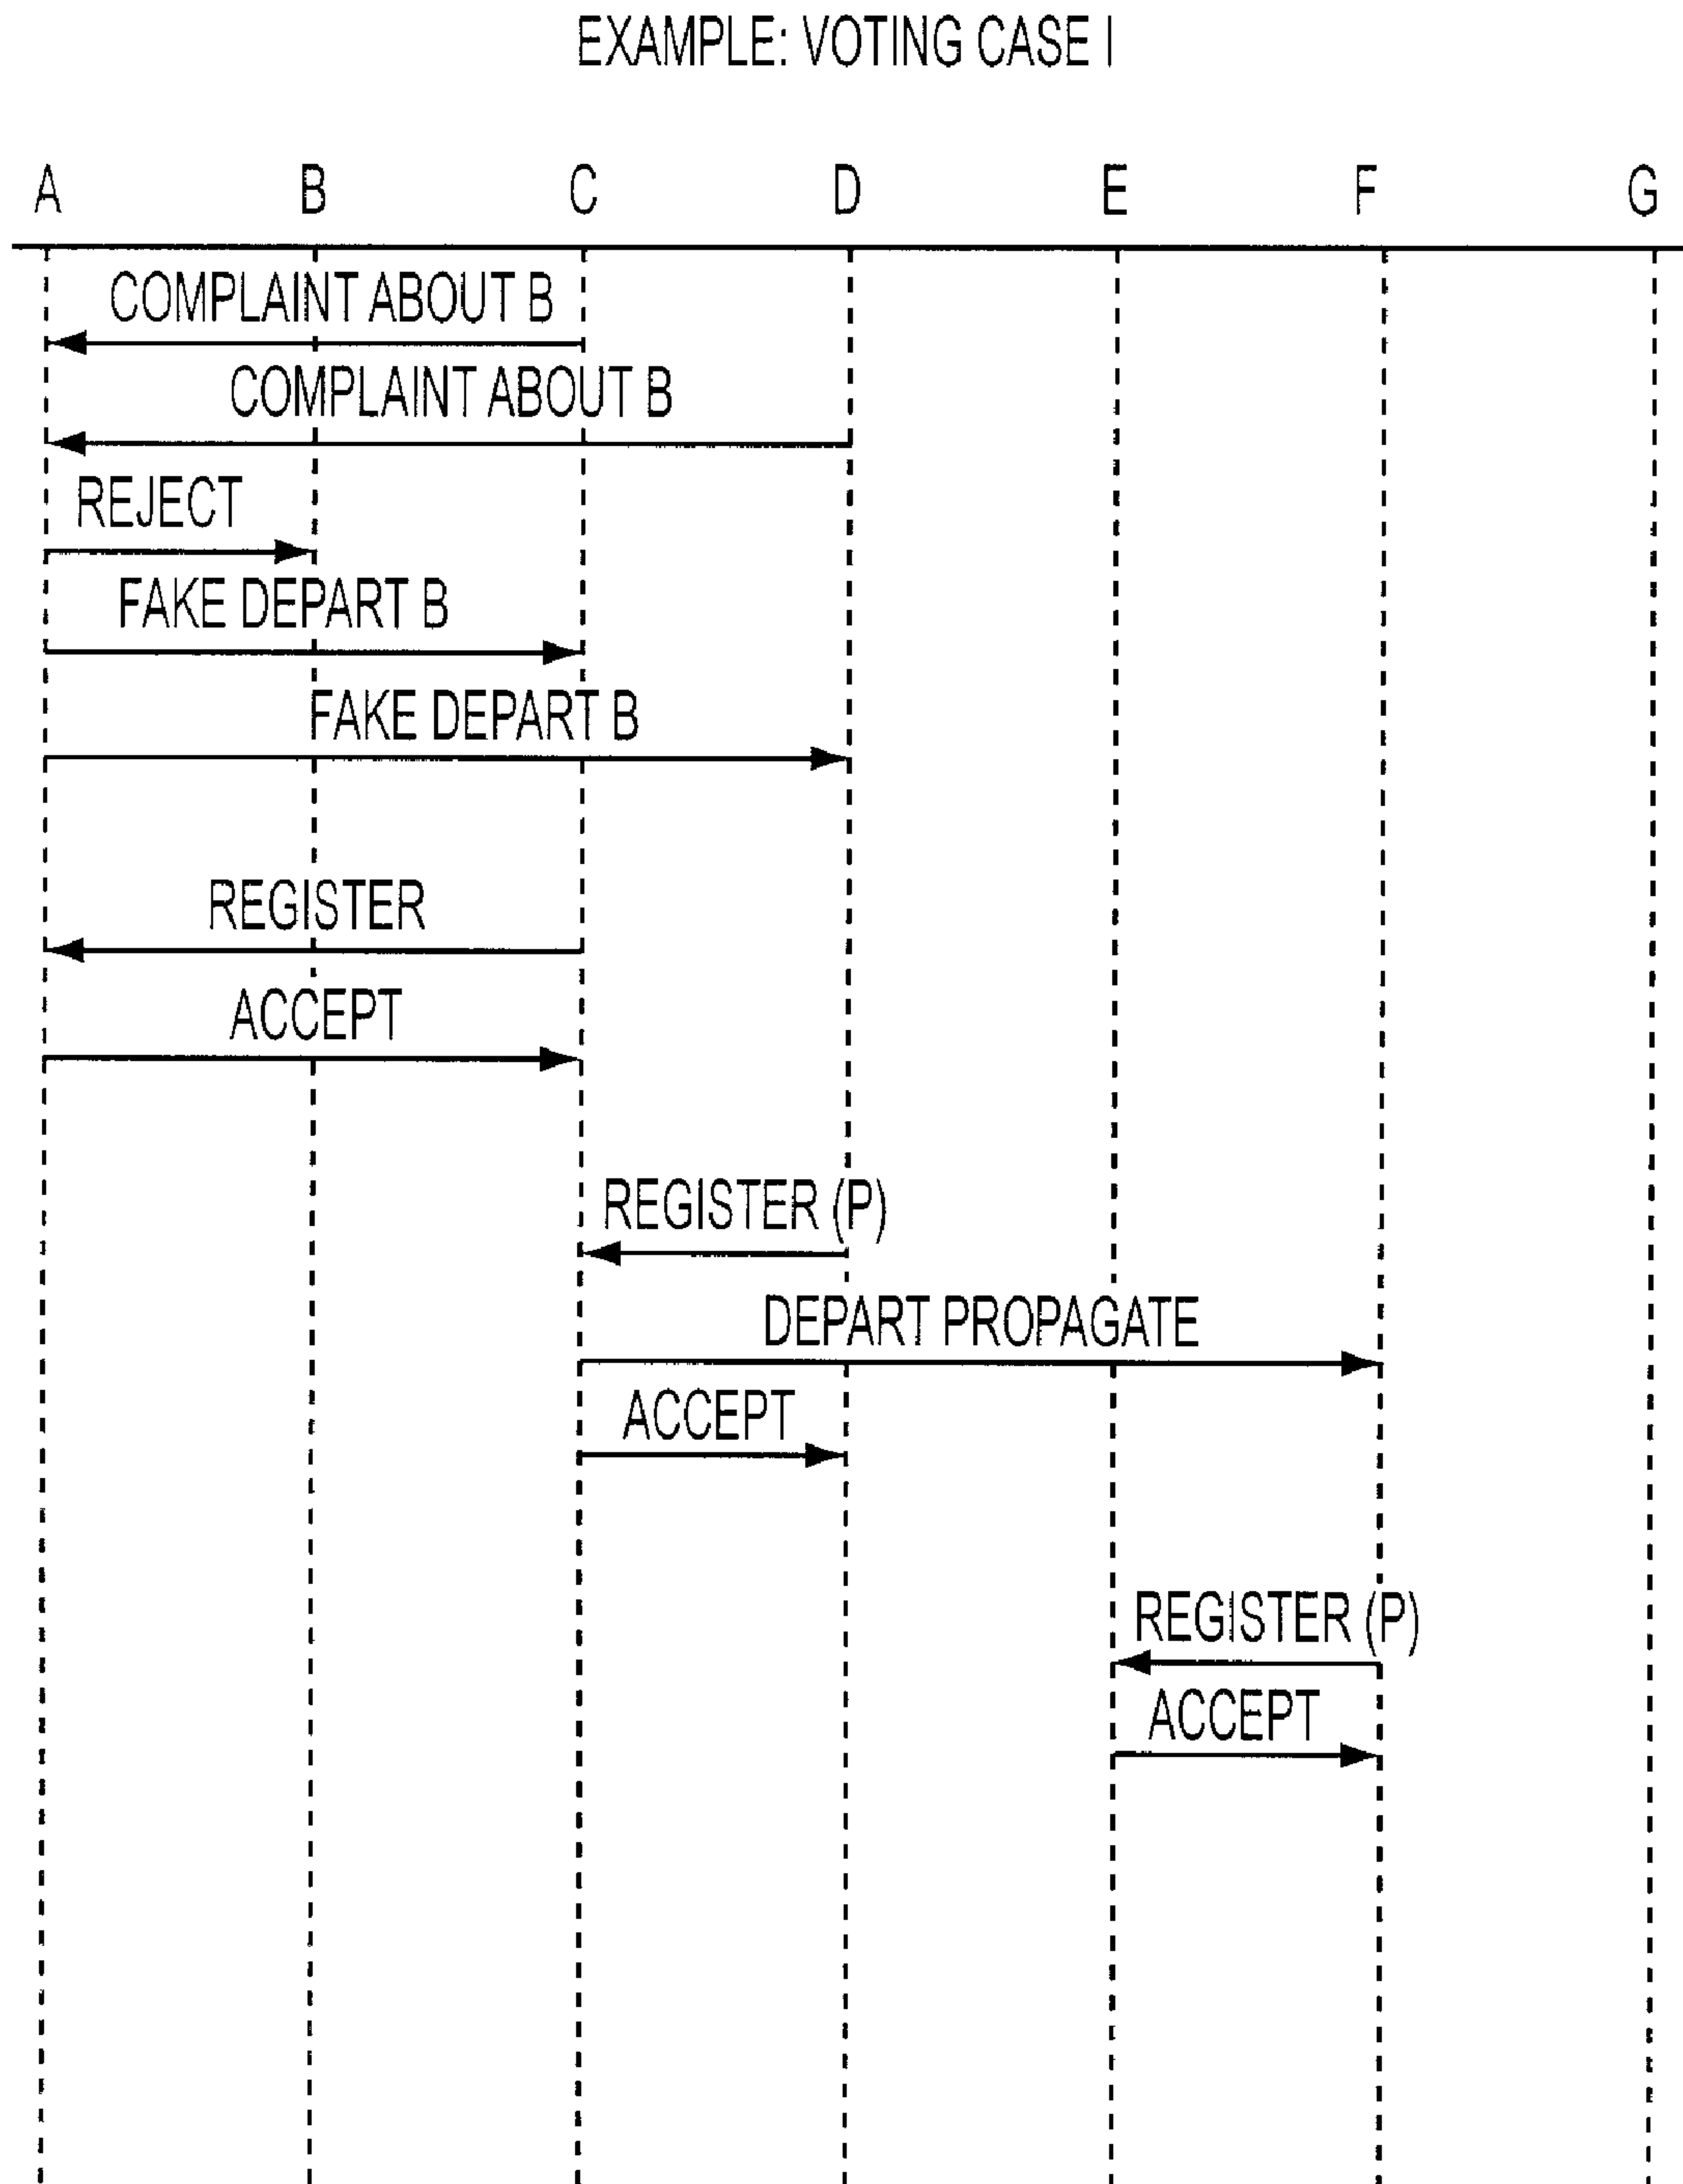 EXAMPLE: VOTING CASE I
A B C D E F G
COMPLAINT ABOUT B
COMPLAINT ABOUT B
REJECT
FAKE DEPART B
FAKE DEPART B
REGISTER
ACCEPT
REGISTER (P)
DEPART PROPAGATE
ACCEPT
REGISTER (P)
ACCEPT